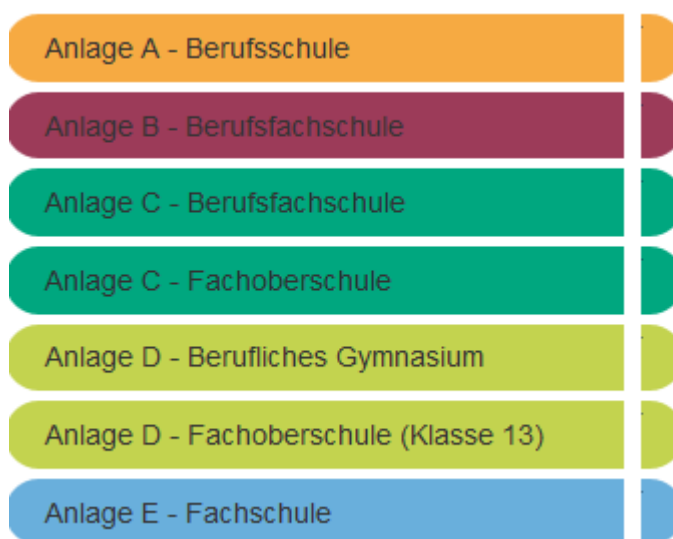 Anlage A - Berufsschule
Anlage B - Berufsfachschule
Anlage C - Berufsfachschule
Anlage C - Fachoberschule
Anlage D - Berufliches Gymnasium
Anlage D - Fachoberschule (Klasse 13)
Anlage E - Fachschule